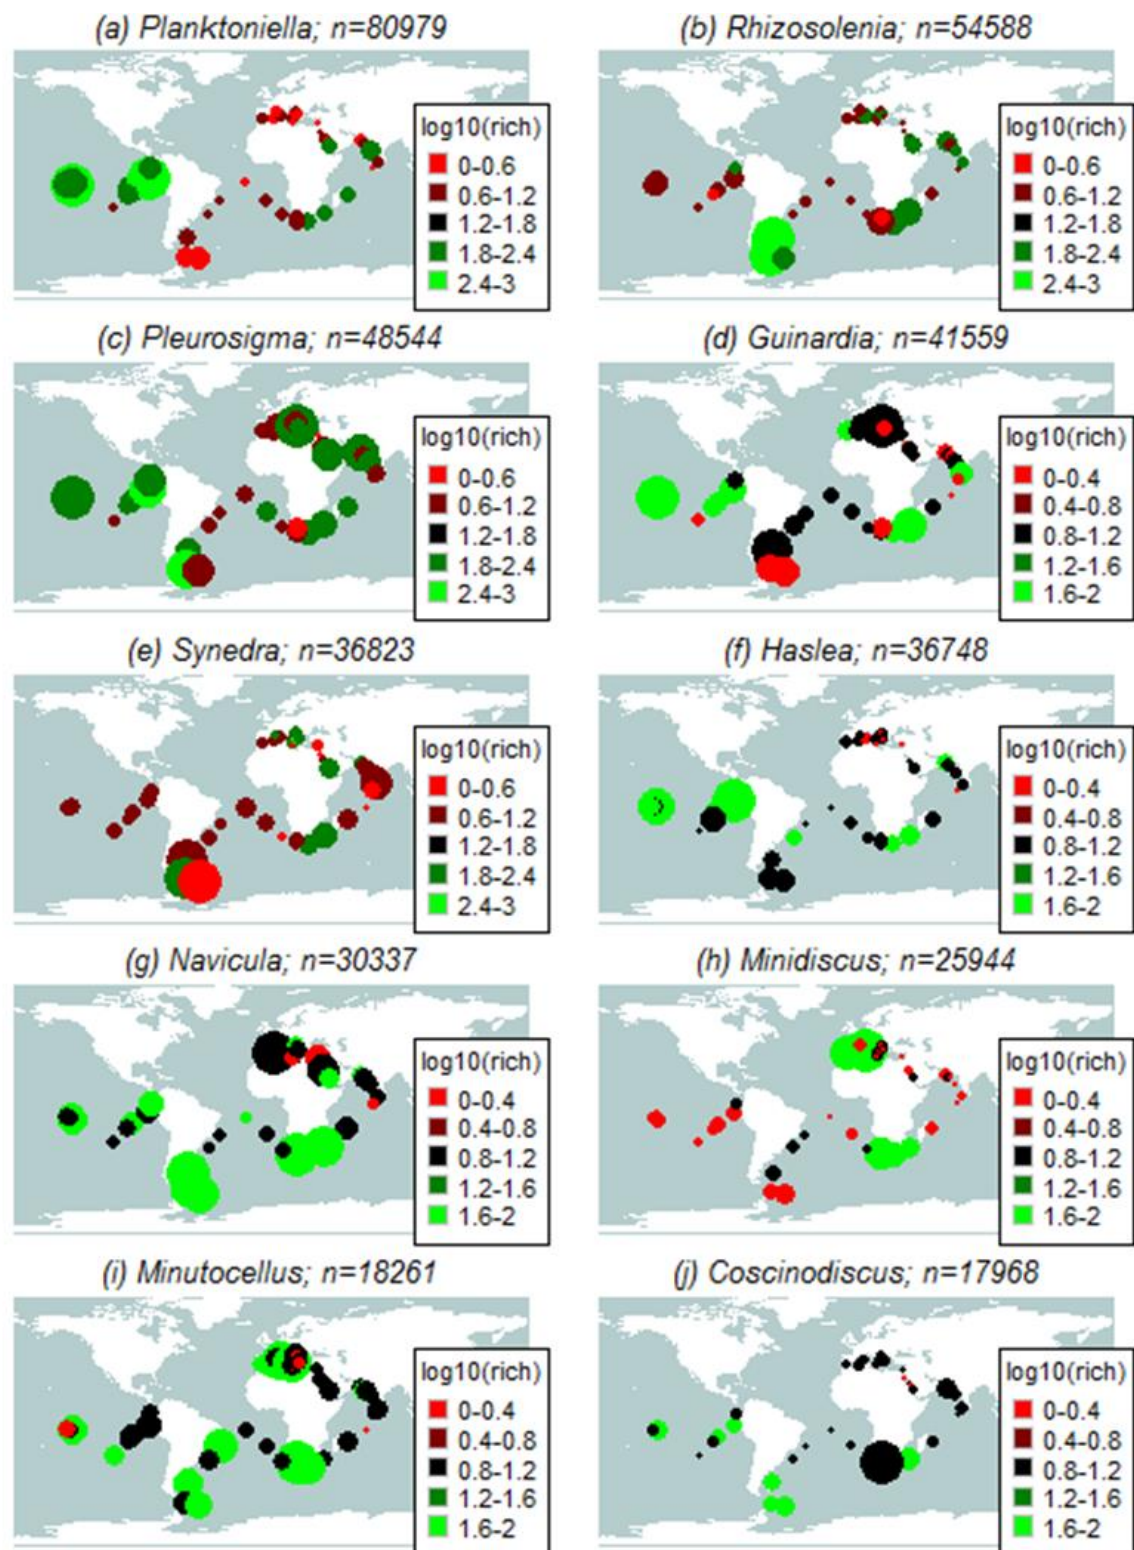 (a) Planktoniella; n=80979
log10(rich)
0-0.6
0.6-1.2
1.2-1.8
1.8-2.4
2.4-3
(b) Rhizosolenia; n=54588
log10(rich)
0-0.6
0.6-1.2
1.2-1.8
1.8-2.4
2.4-3
(c) Pleurosigma; n=48544
log10(rich)
0-0.6
0.6-1.2
1.2-1.8
1.8-2.4
2.4-3
(d) Guinardia; n=41559
log10(rich)
0-0.4
0.4-0.8
0.8-1.2
1.2-1.6
1.6-2
(e) Synedra; n=36823
log10(rich)
0-0.6
0.6-1.2
1.2-1.8
1.8-2.4
2.4-3
(f) Haslea; n=36748
log10(rich)
0-0.4
0.4-0.8
0.8-1.2
1.2-1.6
1.6-2
(g) Navicula; n=30337
log10(rich)
0-0.4
0.4-0.8
0.8-1.2
1.2-1.6
1.6-2
(h) Minidiscus; n=25944
log10(rich)
0-0.4
0.4-0.8
0.8-1.2
1.2-1.6
1.6-2
(i) Minutocellus; n=18261
log10(rich)
0-0.4
0.4-0.8
0.8-1.2
1.2-1.6
1.6-2
(j) Coscinodiscus; n=17968
log10(rich)
0-0.4
0.4-0.8
0.8-1.2
1.2-1.6
1.6-2